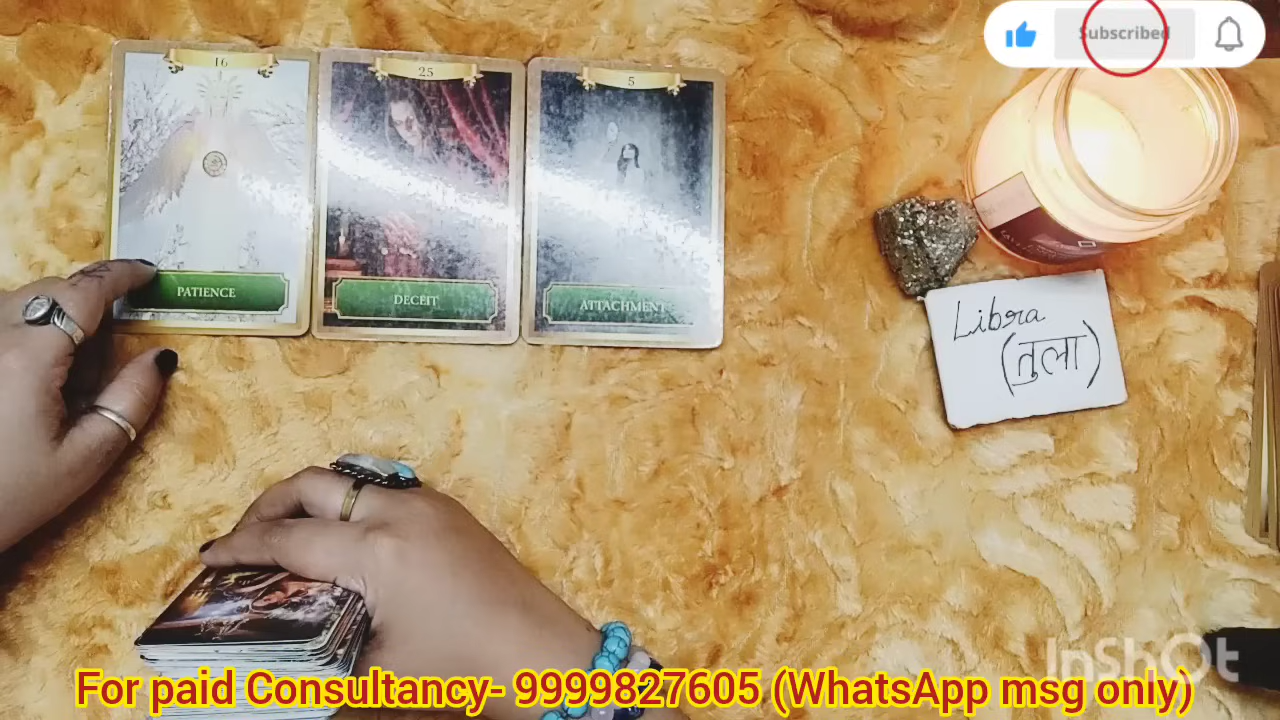 Subscribed
16
25
5
PATIENCE
DECEIT
ATTACHMENT
Libra
(तुला)
InShOt
For paid Consultancy- 9999827605 (WhatsApp msg only)